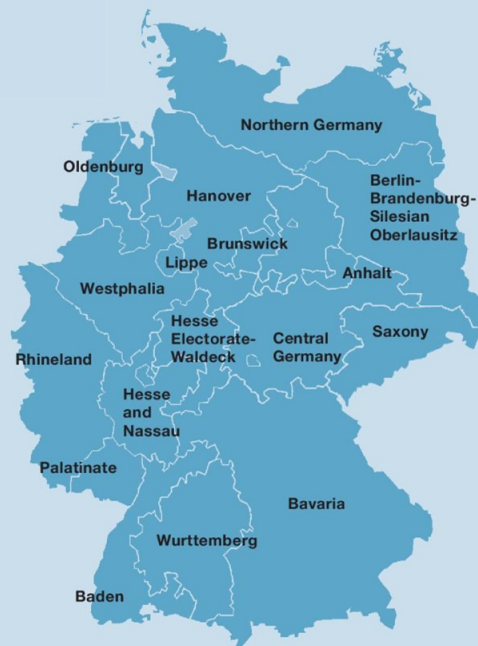 Northern Germany
Oldenburg
Hanover
Berlin-
Brandenburg-
Silesian
Oberlausitz
Brunswick
Lippe
Anhalt
Westphalia
Hesse
Electorate-
Waldeck
Central
Germany
Saxony
Rhineland
Hesse
and
Nassau
Palatinate
Bavaria
Wurttemberg
Baden